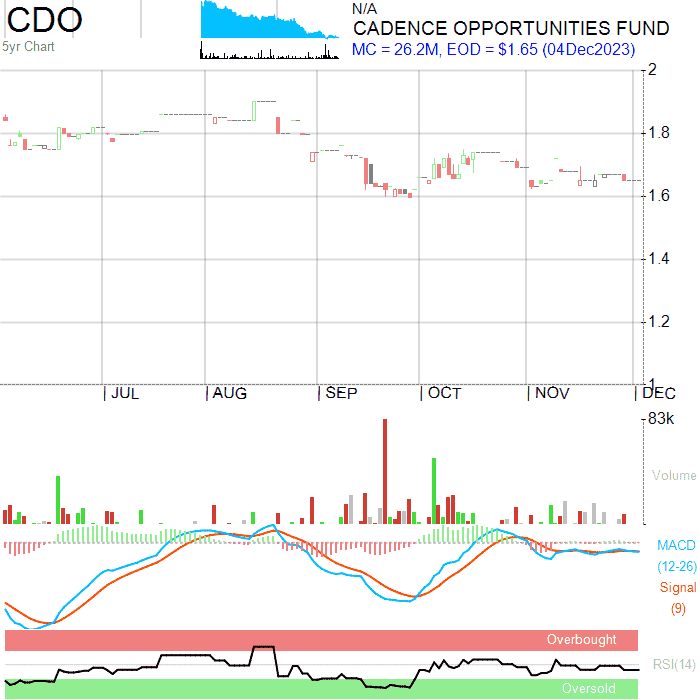 CDO
5yr Chart
N/A
CADENCE OPPORTUNITIES FUND
MC = 26.2M, EOD = $1.65 (04Dec2023)
2
1.8
1.6
1.4
1.2
1
JUL AUG SEP OCT NOV DEC
83k
Volume
MACD
(12-26)
Signal
(9)
Overbought
RSI(14)
Oversold